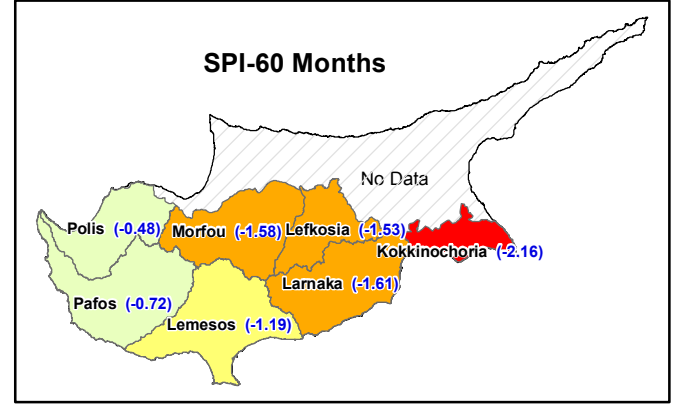 SPI-60 Months
No Data
Polis (-0.48)
Morfou (-1.58)
Lefkosia (-1.53)
Kokkinochoria (-2.16)
Larnaka (-1.61)
Pafos (-0.72)
Lemesos (-1.19)